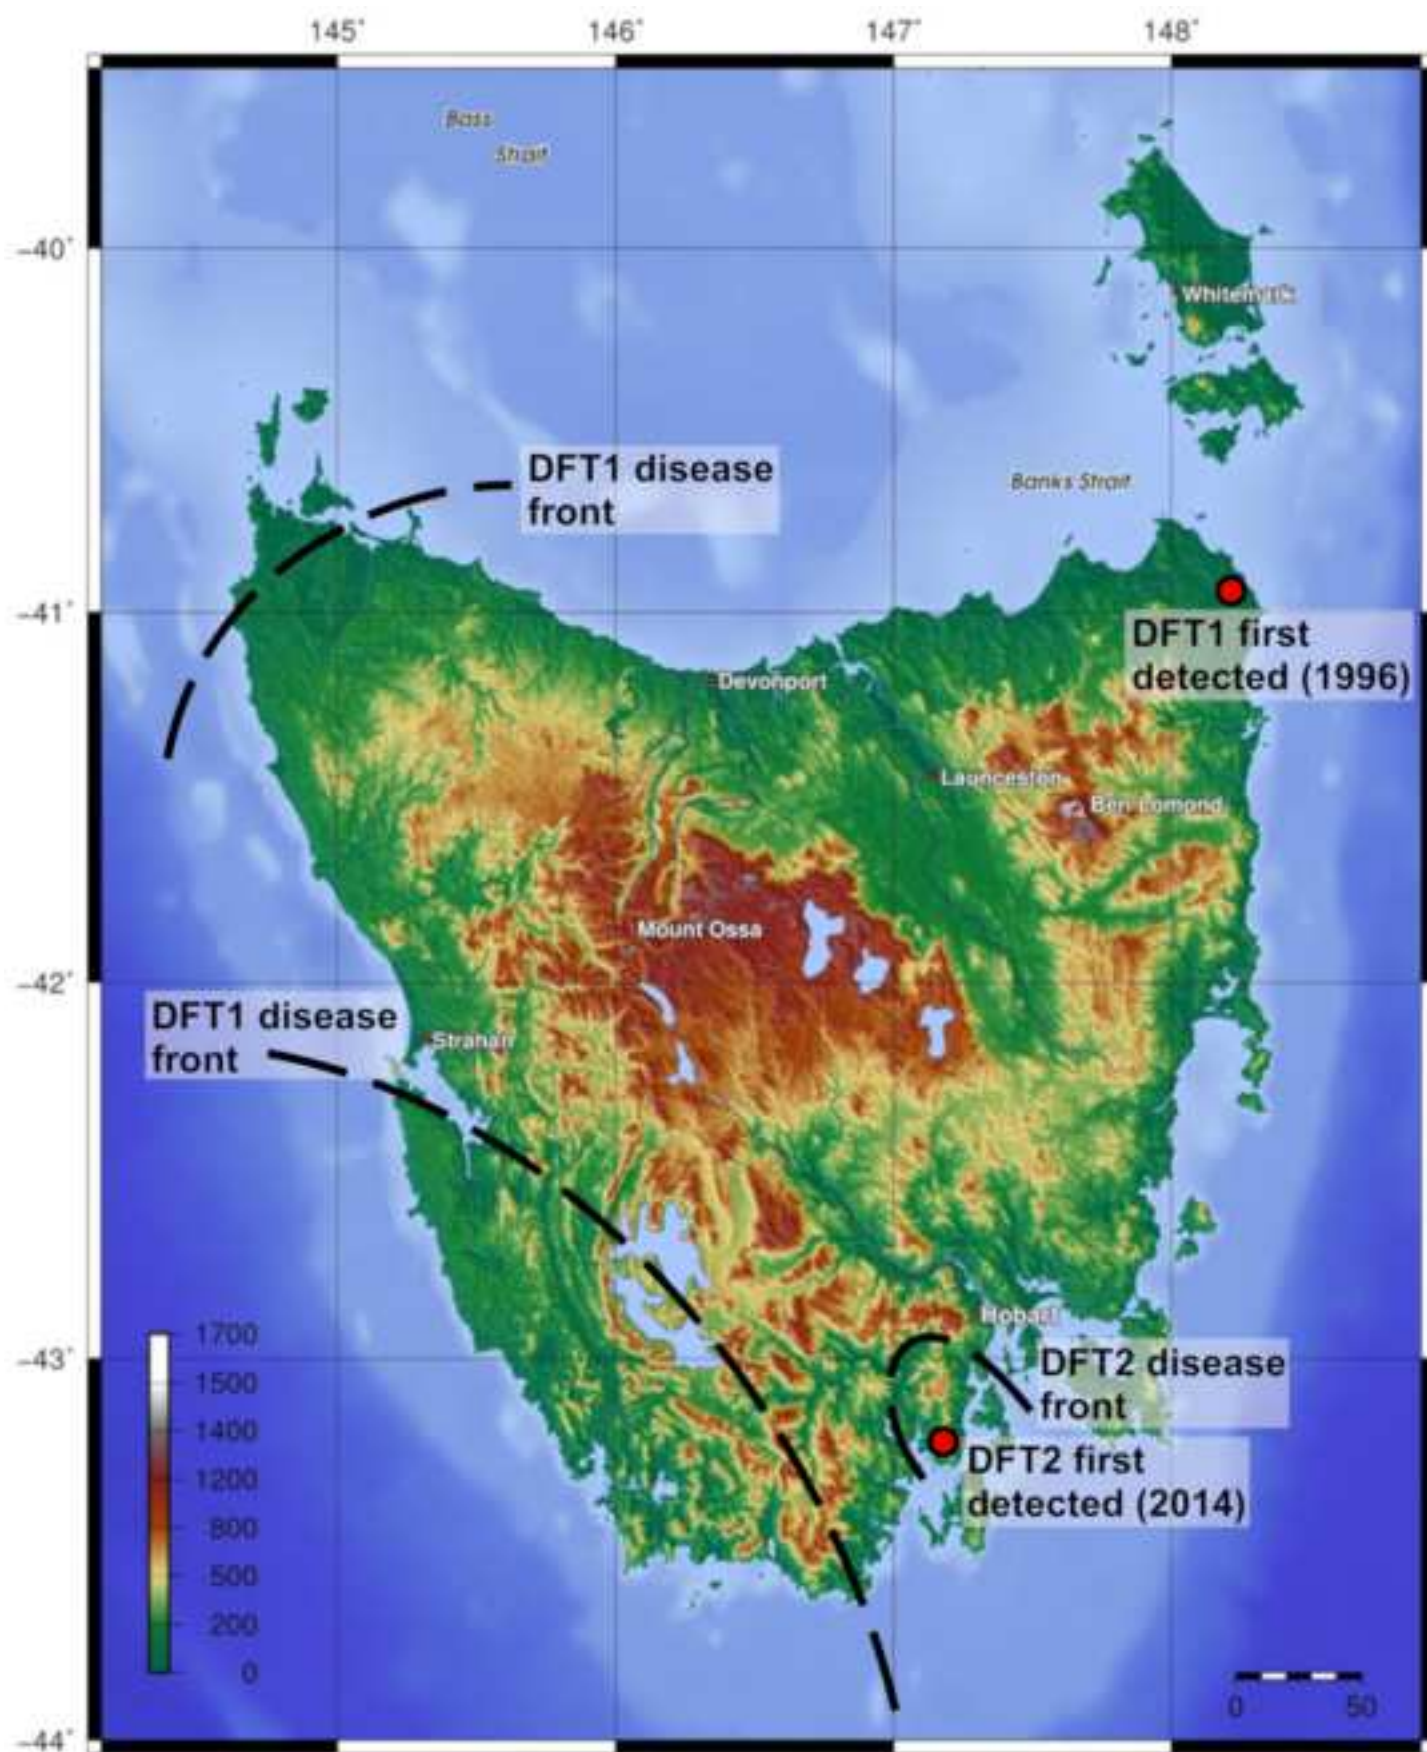 145°
146°
147°
148°
Bass
Strait
-40°
Whitemark
DFT1 disease
front
Banks Strait
-41°
DFT1 first
detected (1996)
Devonport
Launceston
Ben Lomond
Mount Ossa
-42°
DFT1 disease
front
Strahan
Hobart
1700
-43°
DFT2 disease
front
1500
1400
DFT2 first
detected (2014)
1200
800
500
200
0
0 50
-44°